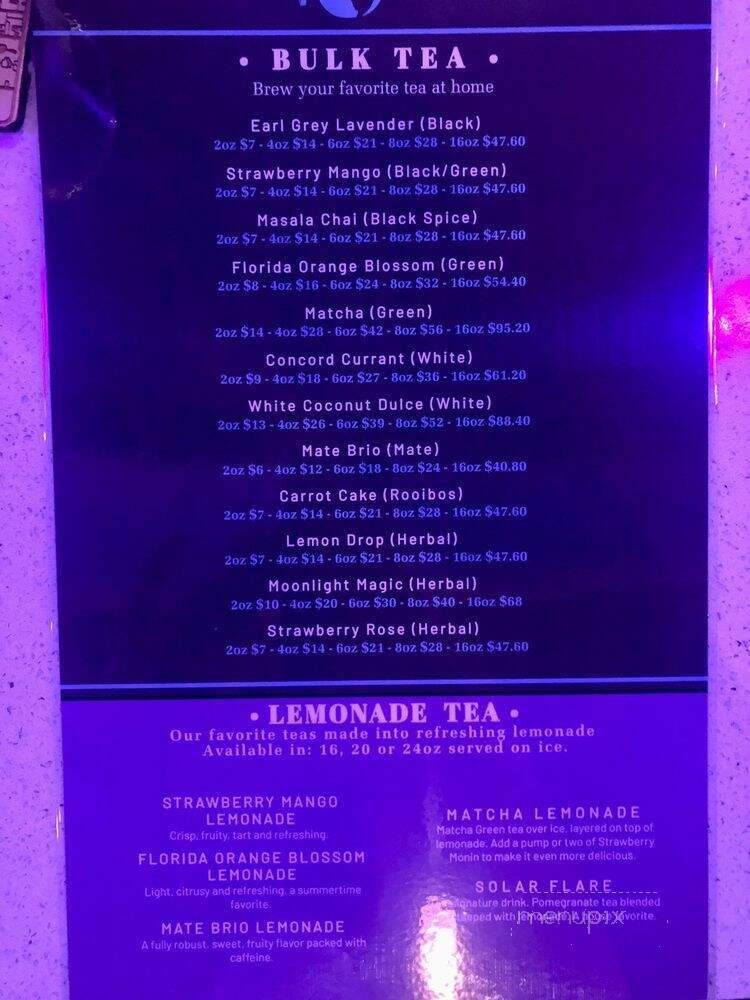 • BULK TEA •
Brew your favorite tea at home
Earl Grey Lavender (Black)
2oz $7 - 4oz $14 - 6oz $21 - 8oz $28 - 16oz $47.60
Strawberry Mango (Black/Green)
2oz $7 - 4oz $14 - 6oz $21 - 8oz $28 - 16oz $47.60
Masala Chai (Black Spice)
2oz $7 - 4oz $14 - 6oz $21 - 8oz $28 - 16oz $47.60
Florida Orange Blossom (Green)
2oz $8 - 4oz $16 - 6oz $24 - 8oz $32 - 16oz $54.40
Matcha (Green)
2oz $14 - 4oz $28 - 6oz $42 - 8oz $56 - 16oz $95.20
Concord Currant (White)
2oz $9 - 4oz $18 - 6oz $27 - 8oz $36 - 16oz $61.20
White Coconut Dulce (White)
2oz $13 - 4oz $26 - 6oz $39 - 8oz $52 - 16oz $88.40
Mate Brio (Mate)
2oz $6 - 4oz $12 - 6oz $18 - 8oz $24 - 16oz $40.80
Carrot Cake (Rooibos)
2oz $7 - 4oz $14 - 6oz $21 - 8oz $28 - 16oz $47.60
Lemon Drop (Herbal)
2oz $7 - 4oz $14 - 6oz $21 - 8oz $28 - 16oz $47.60
Moonlight Magic (Herbal)
2oz $10 - 4oz $20 - 6oz $30 - 8oz $40 - 16oz $68
Strawberry Rose (Herbal)
2oz $7 - 4oz $14 - 6oz $21 - 8oz $28 - 16oz $47.60
• LEMONADE TEA •
Our favorite teas made into refreshing lemonade
Available in: 16, 20 or 24oz served on ice.
STRAWBERRY MANGO
LEMONADE
Crisp, fruity, tart and refreshing.
FLORIDA ORANGE BLOSSOM
LEMONADE
Light, citrusy and refreshing, a summertime
favorite.
MATE BRIO LEMONADE
A fully robust, sweet, fruity flavor packed with
caffeine.
MATCHA LEMONADE
Matcha Green tea over ice, layered on top of
lemonade. Add a pump or two of Strawberry
Monin to make it even more delicious.
SOLAR FLARE
drink. Pomegranate tea blended
with lemonade. A house favorite.
menupix